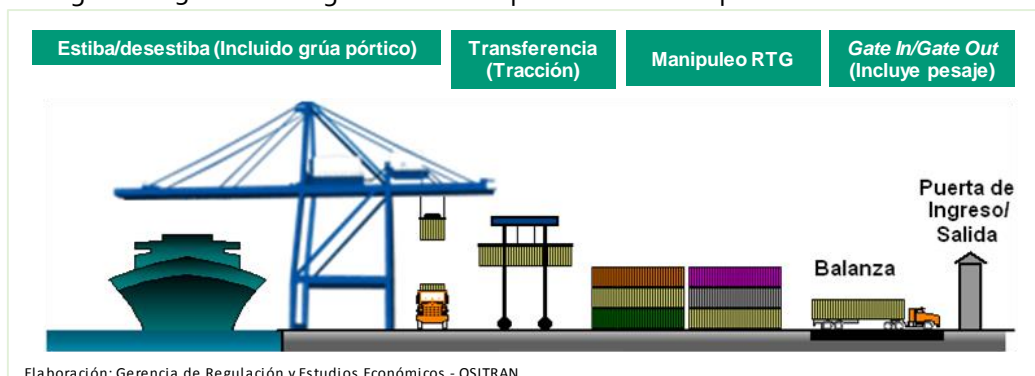 Estiba/desestiba (Incluido grúa pórtico)
Transferencia
(Tracción)
Manipuleo RTG
Gate In/Gate Out
(Incluye pesaje)
Puerta de
Ingreso/
Salida
Balanza
Elaboración: Gerencia de Regulación y Estudios Económicos - OSITRAN